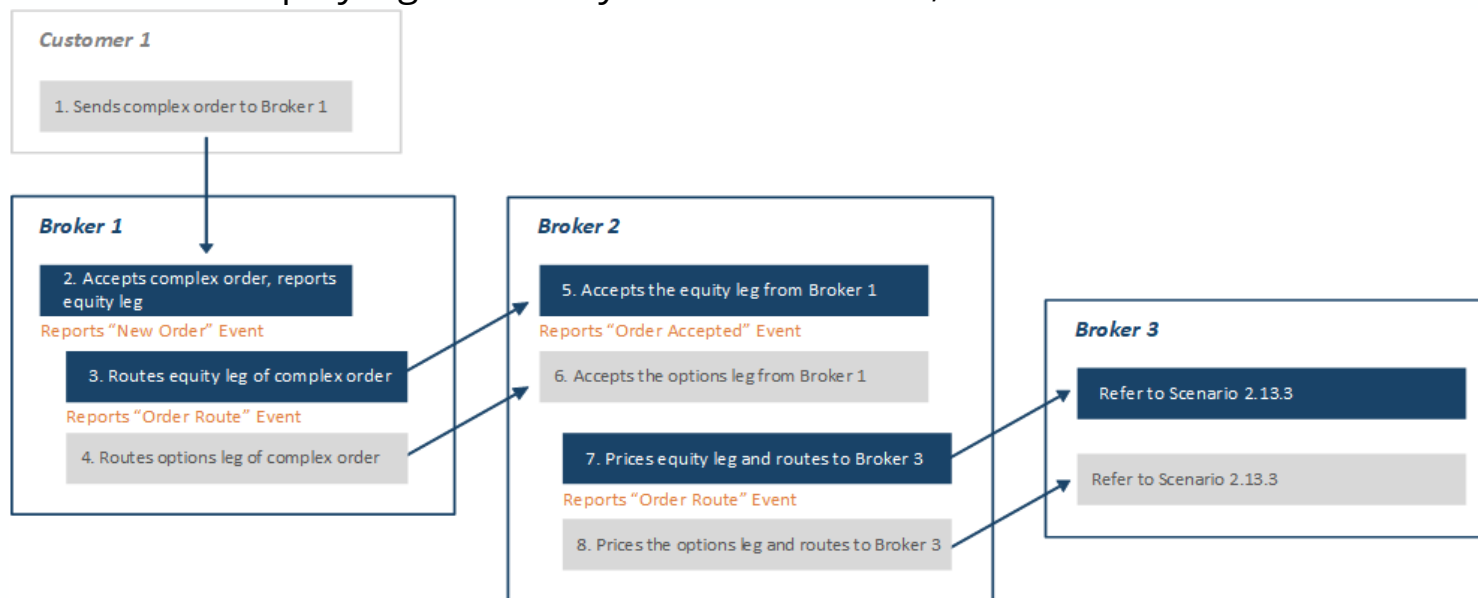 Customer 1
1. Sends complex order to Broker 1
Broker 1
2. Accepts complex order, reports
equity leg
Reports “New Order” Event
3. Routes equity leg of complex order
Reports “Order Route” Event
4. Routes options leg of complex order
Broker 2
5. Accepts the equity leg from Broker 1
Reports “Order Accepted” Event
6. Accepts the options leg from Broker 1
7. Prices equity leg and routes to Broker 3
Reports “Order Route” Event
8. Prices the options leg and routes to Broker 3
Broker 3
Refer to Scenario 2.13.3
Refer to Scenario 2.13.3